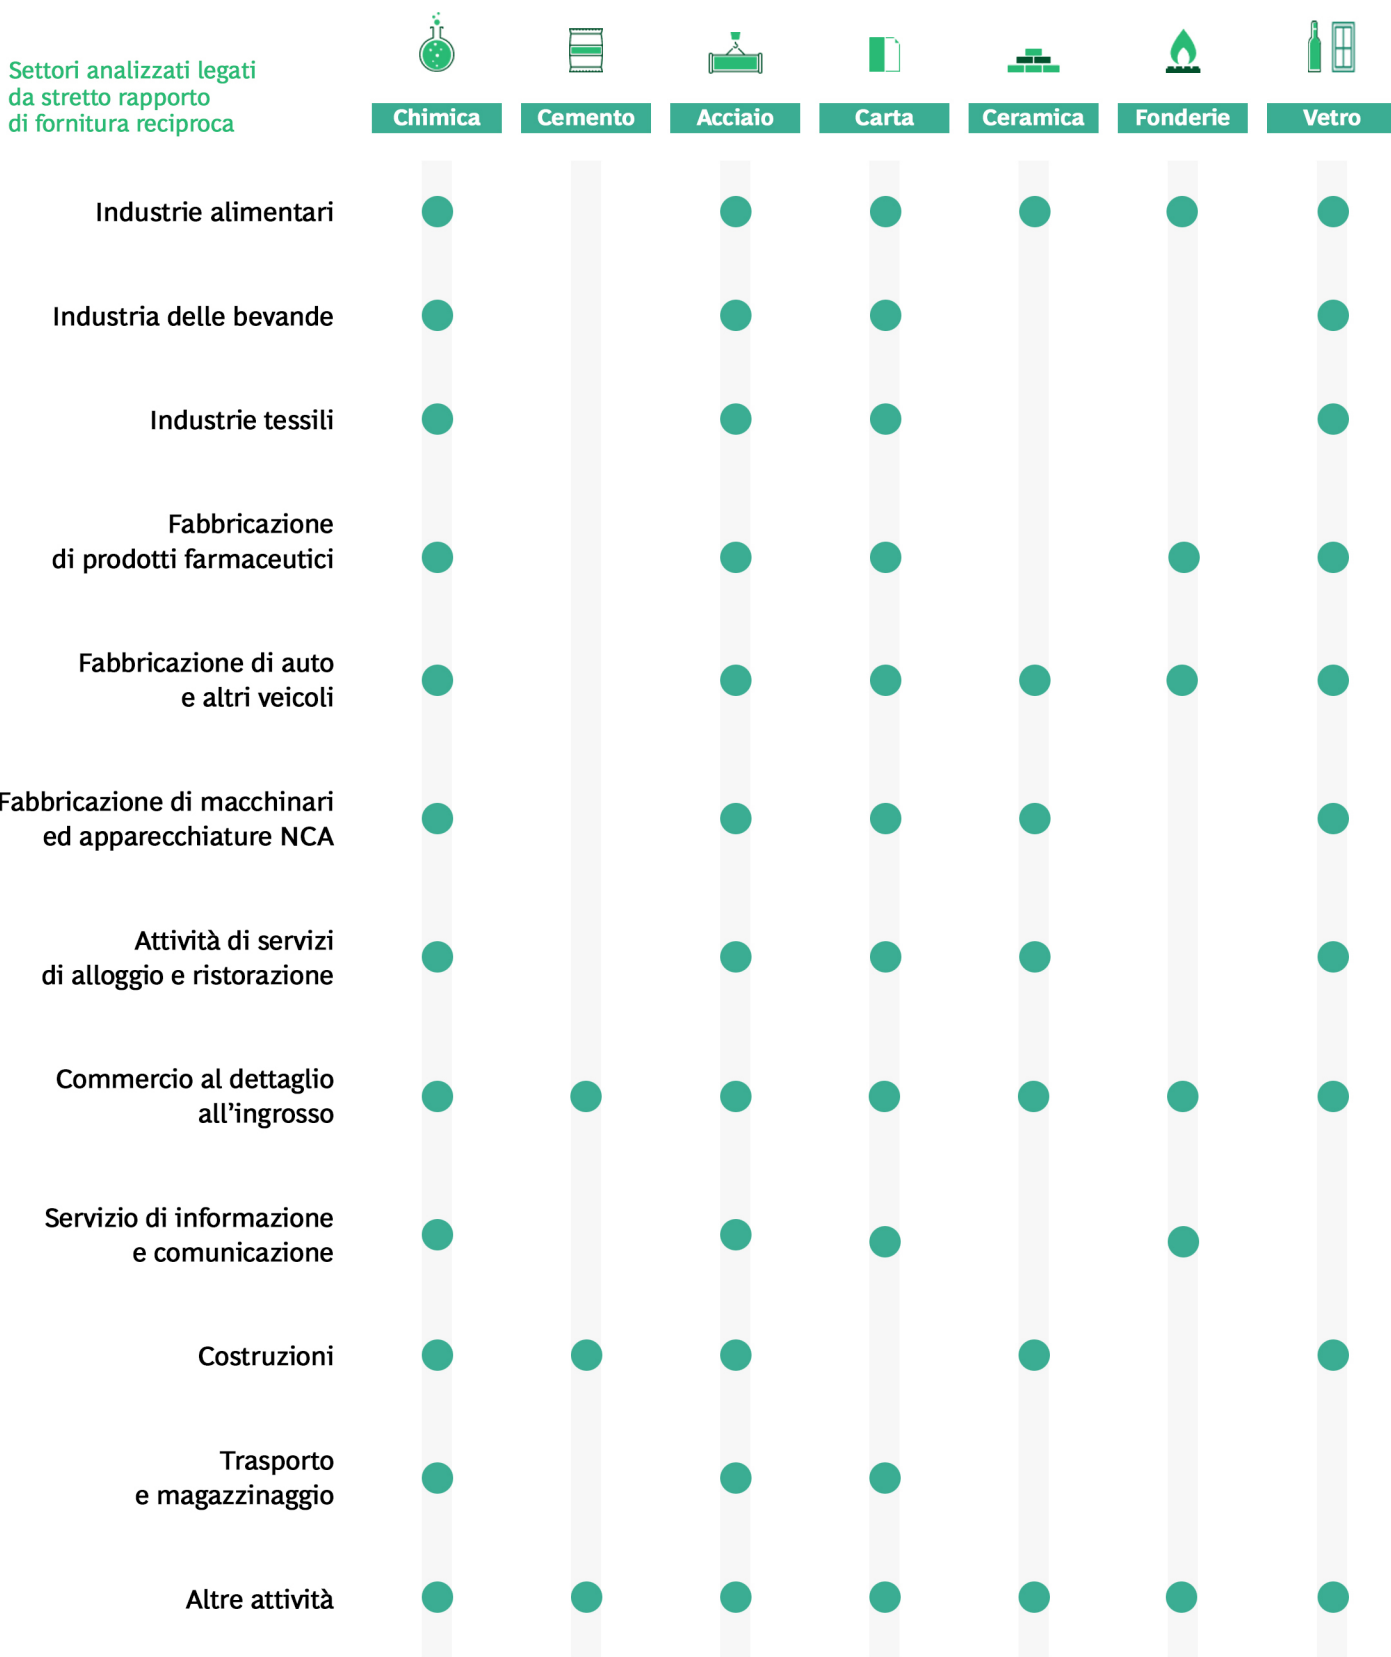 Settori analizzati legati
da stretto rapporto
di fornitura reciproca
Chimica
Cemento
Acciaio
Carta
Ceramica
Fonderie
Vetro
Industrie alimentari
Industria delle bevande
Industrie tessili
Fabbricazione
di prodotti farmaceutici
Fabbricazione di auto
e altri veicoli
Fabbricazione di macchinari
ed apparecchiature NCA
Attività di servizi
di alloggio e ristorazione
Commercio al dettaglio
all’ingrosso
Servizio di informazione
e comunicazione
Costruzioni
Trasporto
e magazzinaggio
Altre attività